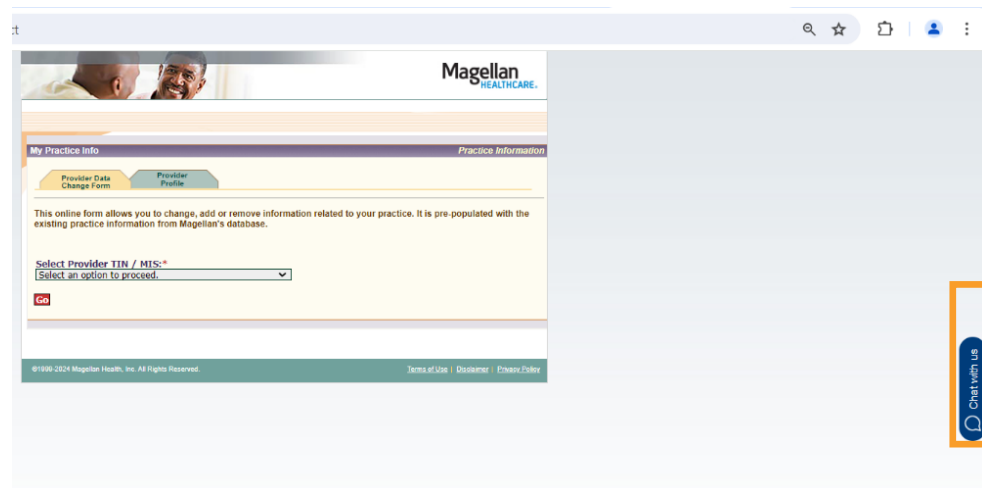 ct
Magellan
HEALTHCARE.
My Practice Info
Practice Information
Provider Data
Change Form
Provider
Profile
This online form allows you to change, add or remove information related to your practice. It is pre-populated with the
existing practice information from Magellan's database.
Select Provider TIN / MIS:*
Select an option to proceed.
Go
©1999-2024 Magellan Health, Inc. All Rights Reserved.
Terms of Use | Disclaimer | Privacy Policy
Chat with us